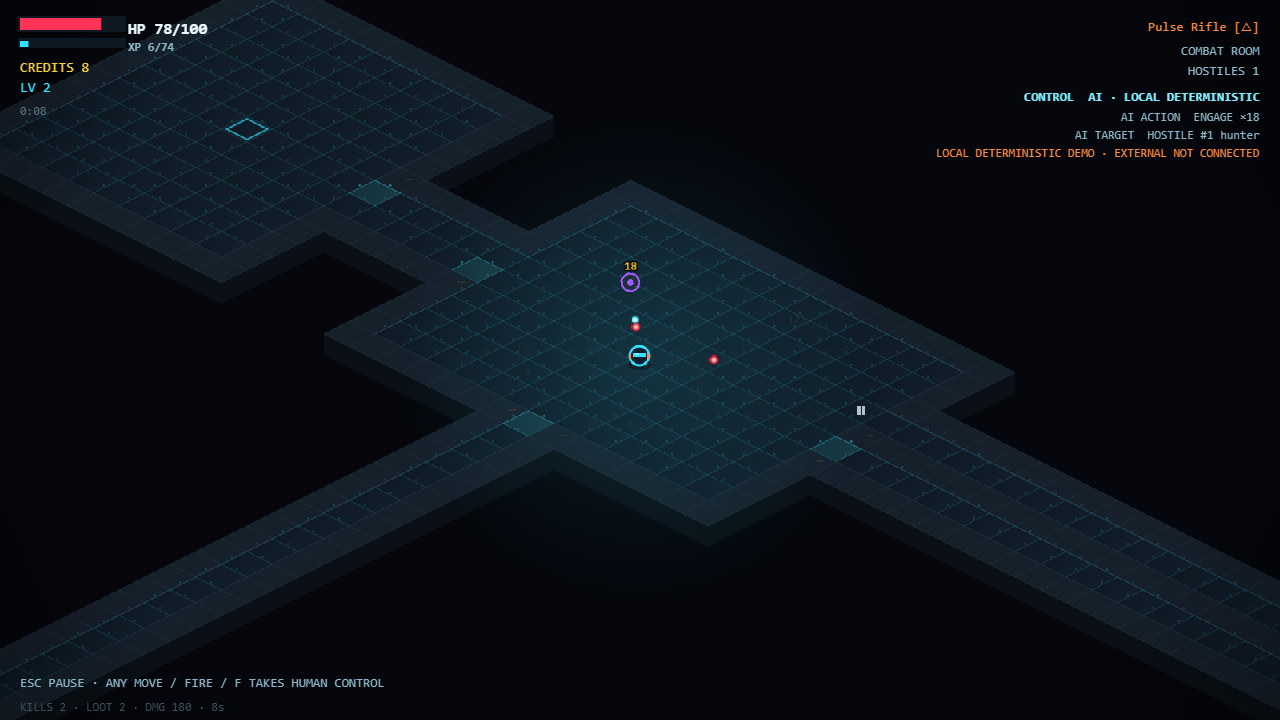 HP 78/100
XP 6/74
CREDITS 8
LV 2
0:08
Pulse Rifle [△]
COMBAT ROOM
HOSTILES 1
CONTROL AI · LOCAL DETERMINISTIC
AI ACTION ENGAGE ×18
AI TARGET HOSTILE #1 hunter
LOCAL DETERMINISTIC DEMO · EXTERNAL NOT CONNECTED
18
ESC PAUSE · ANY MOVE / FIRE / F TAKES HUMAN CONTROL
KILLS 2 · LOOT 2 · DMG 180 · 8s